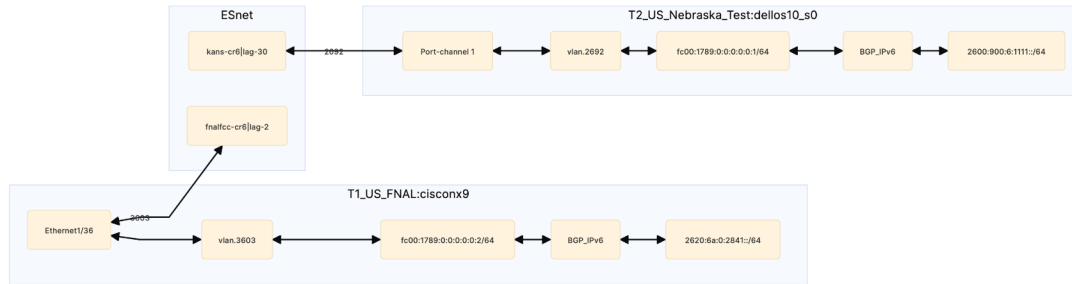 ESnet
T2_US_Nebraska_Test:dellos10_s0
kans-cr6|lag-30
2692
Port-channel 1
vlan.2692
fc00:1789:0:0:0:0:0:1/64
BGP_IPv6
2600:900:6:1111::/64
fnalfcc-cr6|lag-2
T1_US_FNAL:cisconx9
3603
Ethernet1/36
vlan.3603
fc00:1789:0:0:0:0:0:2/64
BGP_IPv6
2620:6a:0:2841::/64